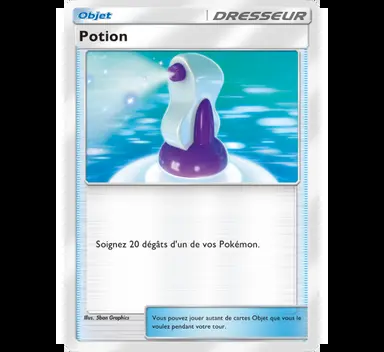 Objet
DRESSEUR
Potion
Soignez 20 dégâts d'un de vos Pokémon.
Illus. 5ban Graphics
Vous pouvez jouer autant de cartes Objet que vous le
voulez pendant votre tour.